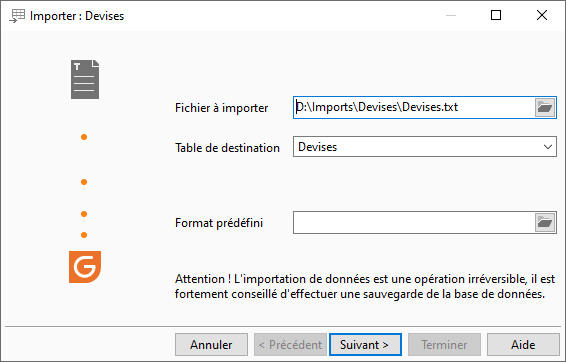 Importer : Devises
T
Fichier à importer
D:\Imports\Devises\Devises.txt
Table de destination
Devises
Format prédéfini
G
Attention ! L'importation de données est une opération irréversible, il est
fortement conseillé d'effectuer une sauvegarde de la base de données.
Annuler
< Précédent
Suivant >
Terminer
Aide